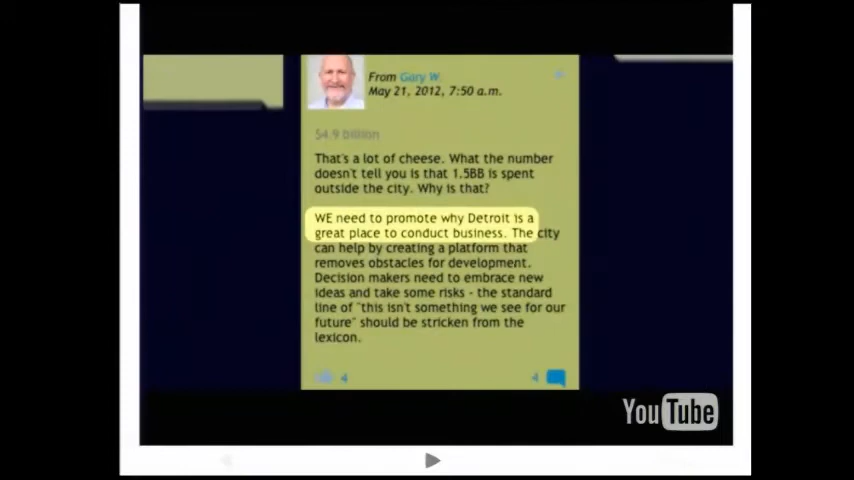 From Gary W.
May 21, 2012, 7:50 a.m.
54.9 billion
That's a lot of cheese. What the number
doesn't tell you is that 1.5BB is spent
outside the city. Why is that?
WE need to promote why Detroit is a
great place to conduct business. The city
can help by creating a platform that
removes obstacles for development.
Decision makers need to embrace new
ideas and take some risks - the standard
line of "this isn't something we see for our
future" should be stricken from the
lexicon.
4 4
YouTube